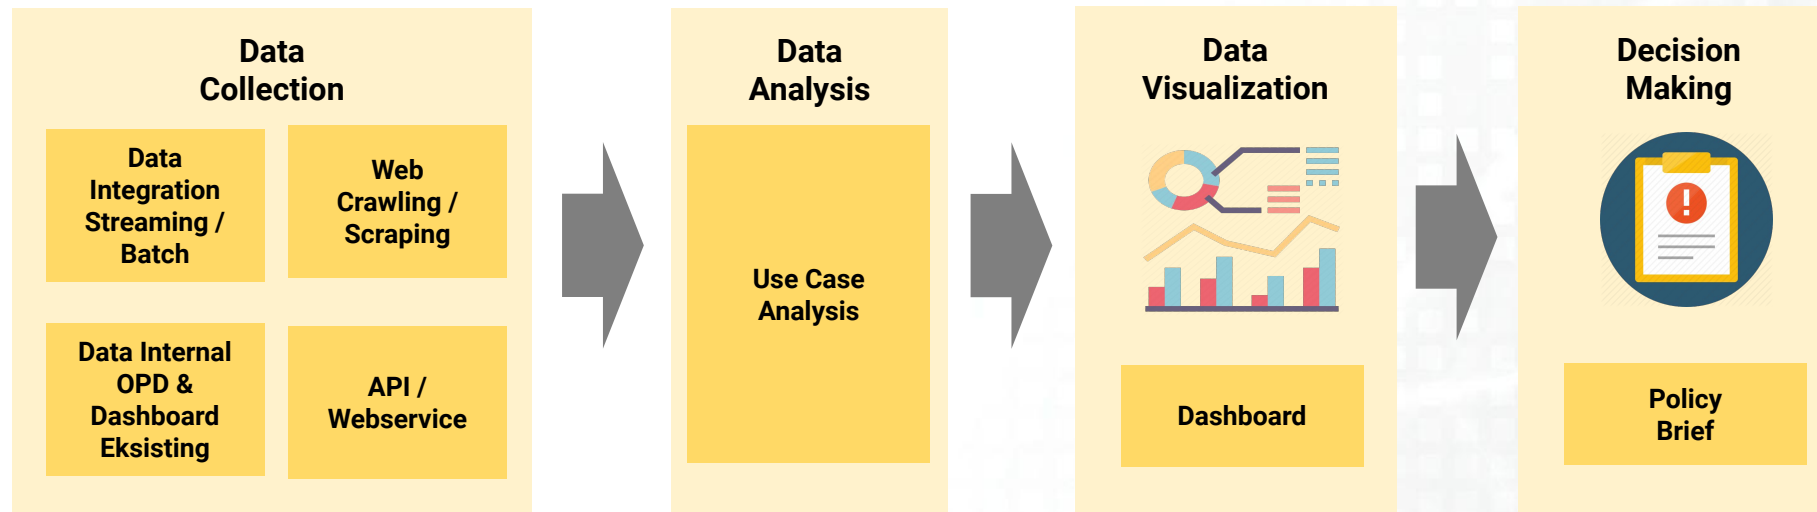 Data
Collection
Data
Integration
Streaming /
Batch
Web
Crawling /
Scraping
Data Internal
OPD &
Dashboard
Eksisting
API /
Webservice
Data
Analysis
Use Case
Analysis
Data
Visualization
Dashboard
Decision
Making
Policy
Brief